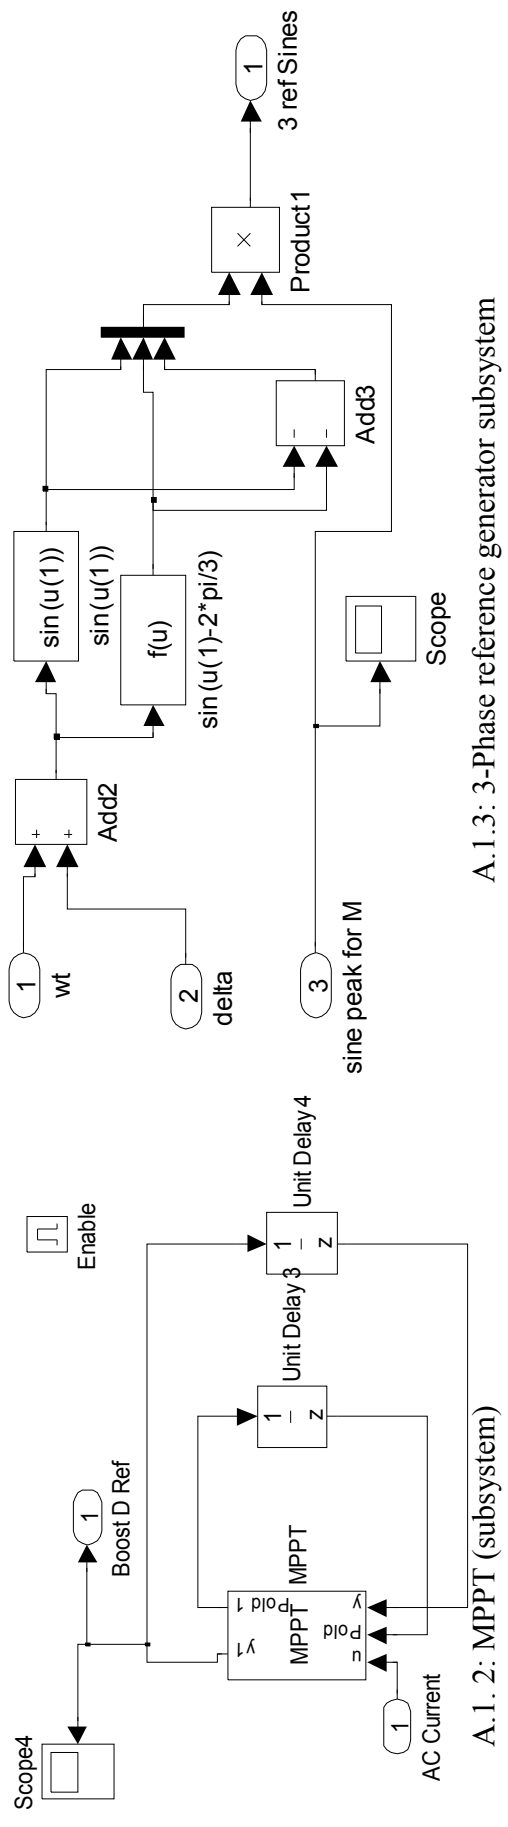 Scope4
1
Boost D Ref
Enable
y1
Pold 1
MPPT
u
Pold
y
MPPT
1
AC Current
1
z
Unit Delay 3
1
z
Unit Delay4
A.1. 2: MPPT (subsystem)
1
wt
2
delta
+
+
Add2
sin(u(1))
sin(u(1))
f(u)
sin(u(1)-2*pi/3)
–
–
Add3
×
Product1
1
3 ref Sines
3
sine peak for M
Scope
A.1.3: 3-Phase reference generator subsystem